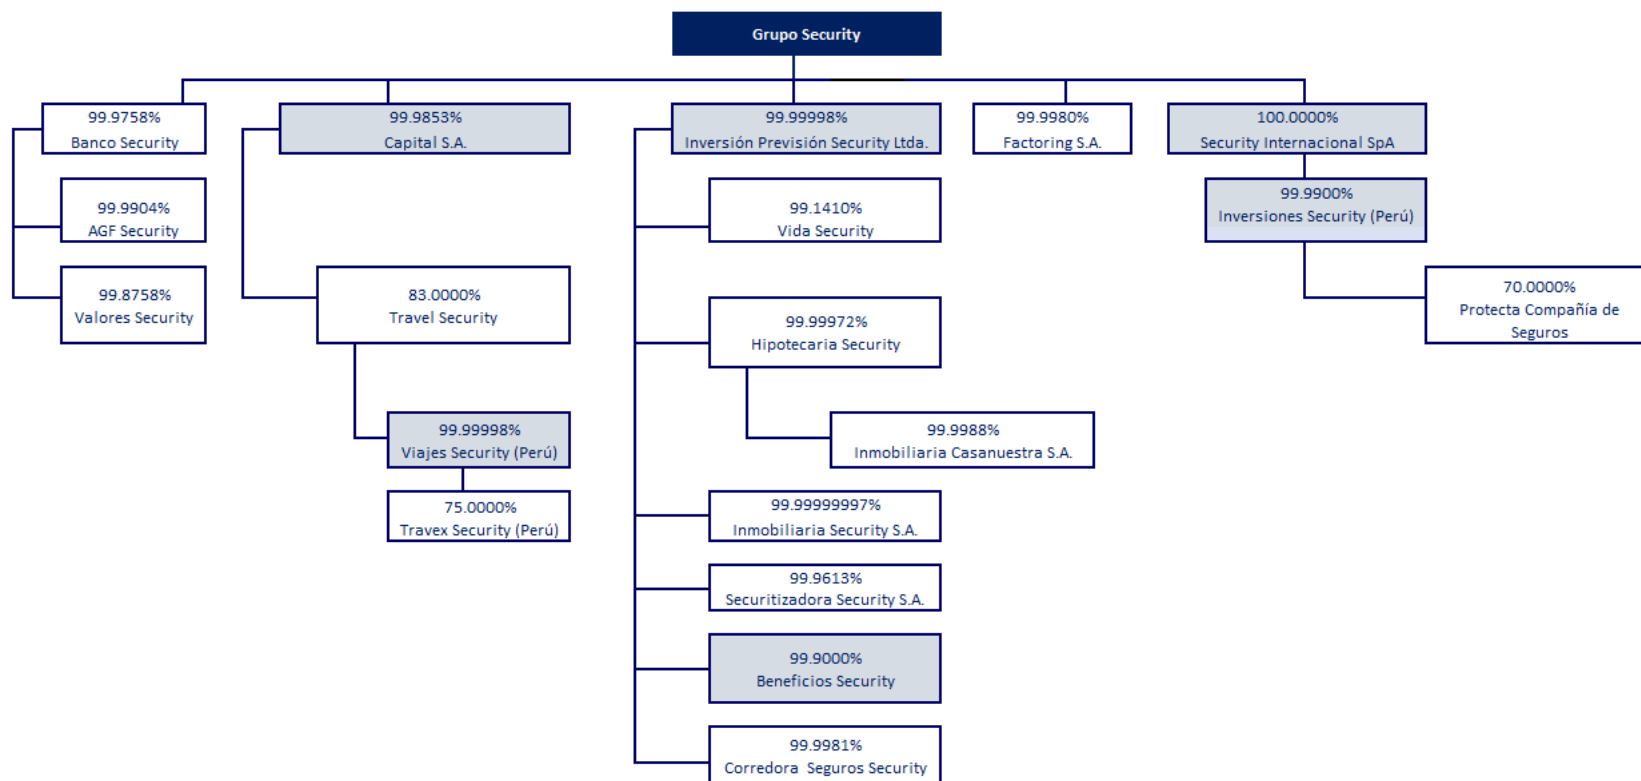 Grupo Security
99.9758%
Banco Security
99.9904%
AGF Security
99.8758%
Valores Security
99.9853%
Capital S.A.
83.0000%
Travel Security
99.99998%
Viajes Security (Perú)
75.0000%
Travex Security (Perú)
99.99998%
Inversión Previsión Security Ltda.
99.1410%
Vida Security
99.99972%
Hipotecaria Security
99.9988%
Inmobiliaria Casanuestra S.A.
99.99999997%
Inmobiliaria Security S.A.
99.9613%
Securitizadora Security S.A.
99.9000%
Beneficios Security
99.9981%
Corredora Seguros Security
99.9980%
Factoring S.A.
100.0000%
Security Internacional SpA
99.9900%
Inversiones Security (Perú)
70.0000%
Protecta Compañía de
Seguros